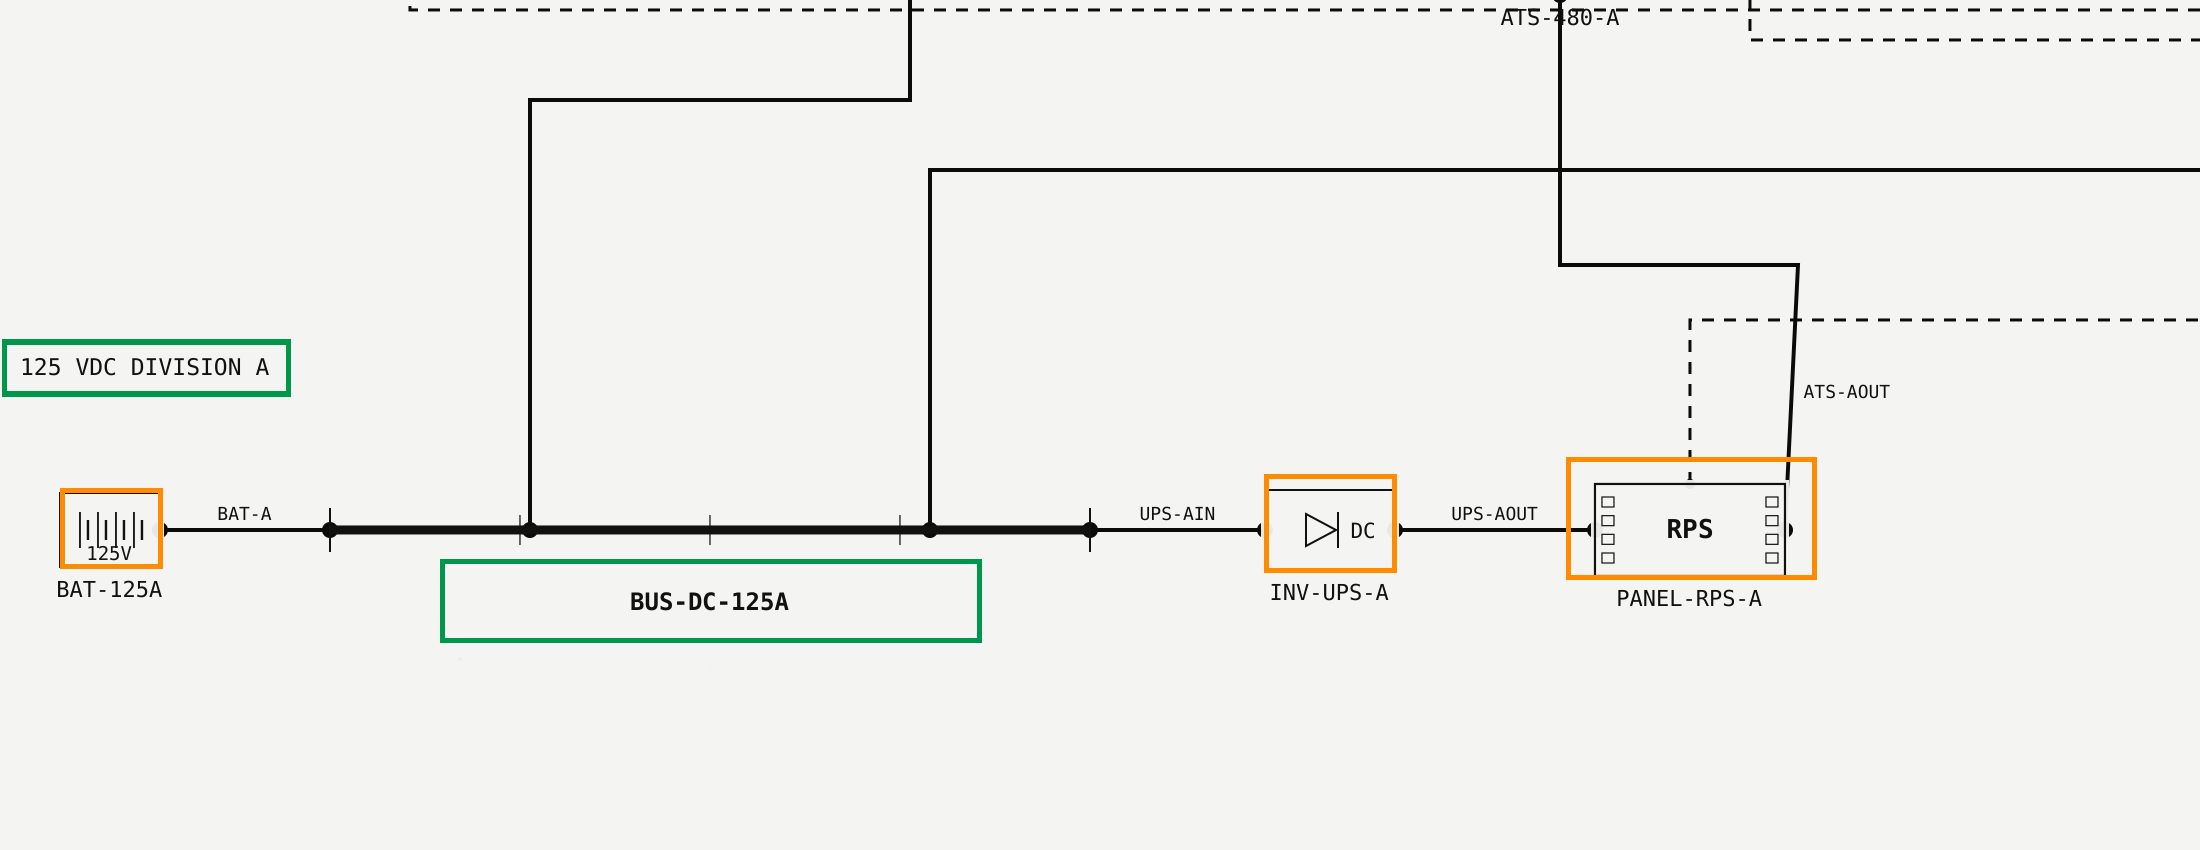 ATS-480-A
125 VDC DIVISION A
ATS-AOUT
BAT-A
UPS-AIN
UPS-AOUT
125V
DC
RPS
BAT-125A
BUS-DC-125A
INV-UPS-A
PANEL-RPS-A